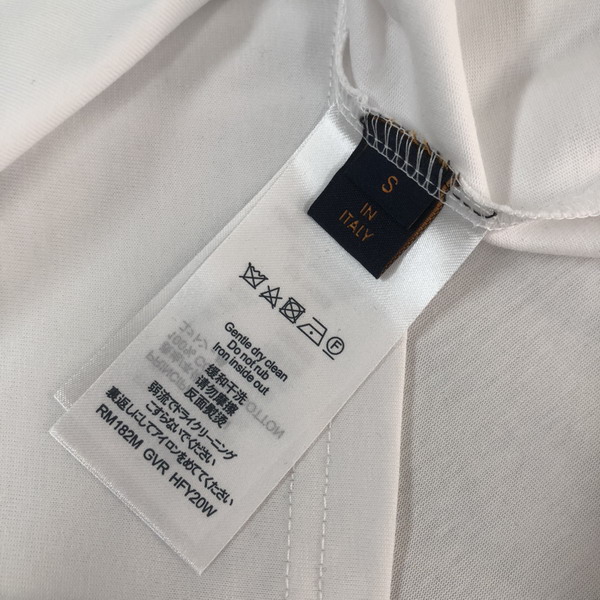 S
IN
ITALY
Gentle dry clean
Do not rub
Iron inside out
缓和干洗
请勿摩擦
反面熨烫
弱流でドライクリーニング
こすらないでください
裏返しにしてアイロンをあててください
RM182M GVR HFY20W